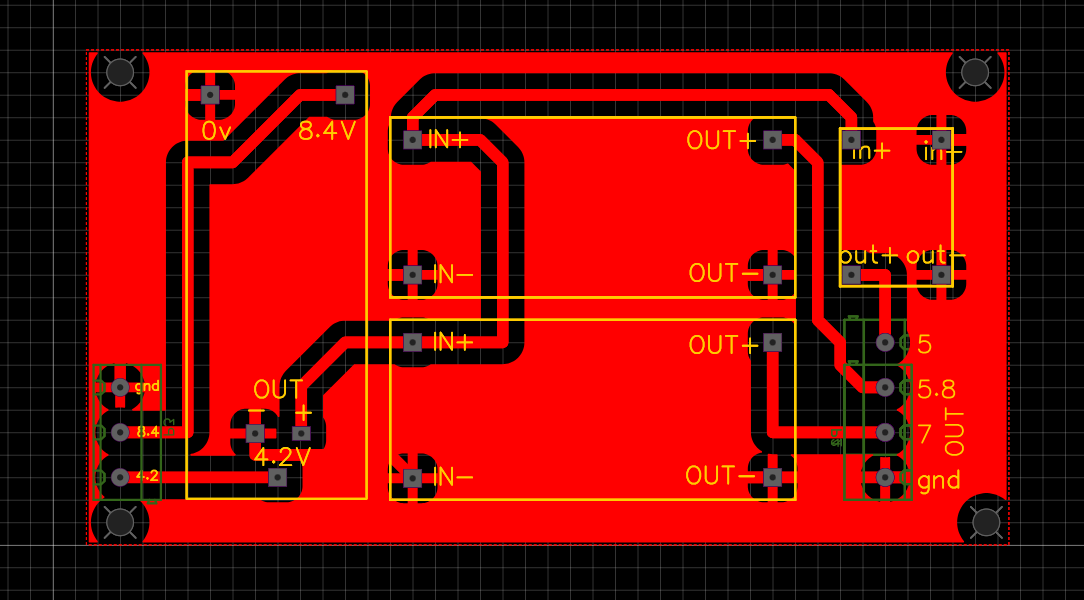 0v 8.4V
IN+ OUT+
in+ in+
IN− OUT−
out+ out−
IN+ OUT+
5
gnd
OUT
5.8
− +
8.4
7
OUT
4.2V
4.2
IN− OUT−
gnd